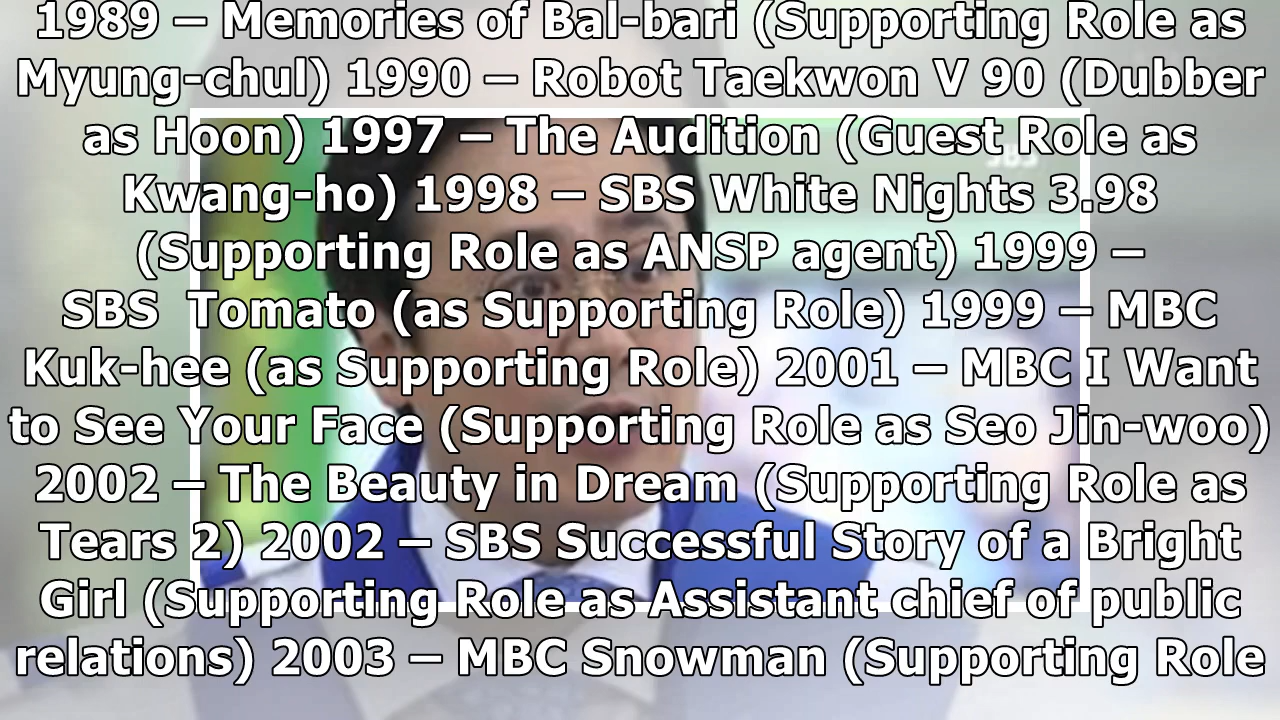 1989 – Memories of Bal-bari (Supporting Role as
Myung-chul) 1990 – Robot Taekwon V 90 (Dubber
as Hoon) 1997 – The Audition (Guest Role as
SBS
Kwang-ho) 1998 – SBS White Nights 3.98
(Supporting Role as ANSP agent) 1999 –
SBS  Tomato (as Supporting Role) 1999 – MBC
Kuk-hee (as Supporting Role) 2001 – MBC I Want
to See Your Face (Supporting Role as Seo Jin-woo)
2002 – The Beauty in Dream (Supporting Role as
Tears 2) 2002 – SBS Successful Story of a Bright
Girl (Supporting Role as Assistant chief of public
relations) 2003 – MBC Snowman (Supporting Role